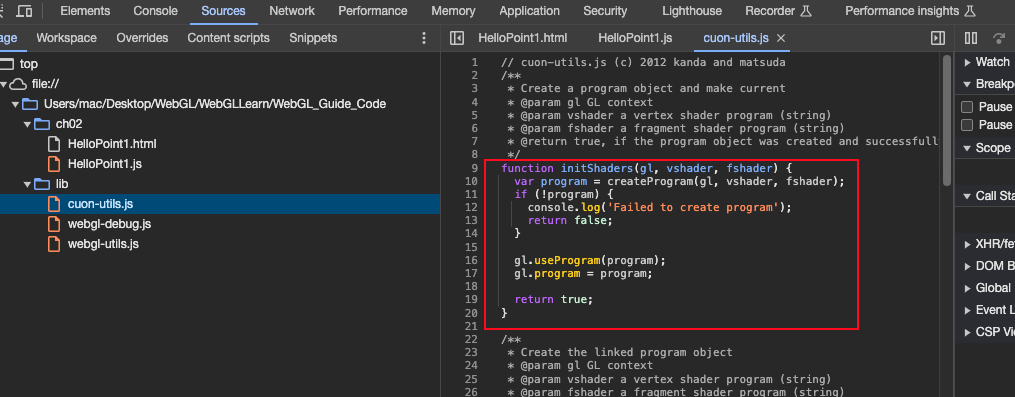 Elements Console Sources Network Performance Memory Application Security Lighthouse Recorder Performance insights
Workspace Overrides Content scripts Snippets
HelloPoint1.html HelloPoint1.js cuon-utils.js ×
top
file://
Users/mac/Desktop/WebGL/WebGLLearn/WebGL_Guide_Code
ch02
HelloPoint1.html
HelloPoint1.js
lib
cuon-utils.js
webgl-debug.js
webgl-utils.js
1 // cuon-utils.js (c) 2012 kanda and matsuda
2 /**
3 * Create a program object and make current
4 * @param gl GL context
5 * @param vshader a vertex shader program (string)
6 * @param fshader a fragment shader program (string)
7 * @return true, if the program object was created and successfull
8 */
9 function initShaders(gl, vshader, fshader) {
10 var program = createProgram(gl, vshader, fshader);
11 if (!program) {
12 console.log('Failed to create program');
13 return false;
14 }
15
16 gl.useProgram(program);
17 gl.program = program;
18
19 return true;
20 }
21
22 /**
23 * Create the linked program object
24 * @param gl GL context
25 * @param vshader a vertex shader program (string)
26 * @param fshader a fragment shader program (string)
Watch
Breakp
Pause
Pause
Scope
Call Sta
XHR/fe
DOM B
Global
Event L
CSP Vi